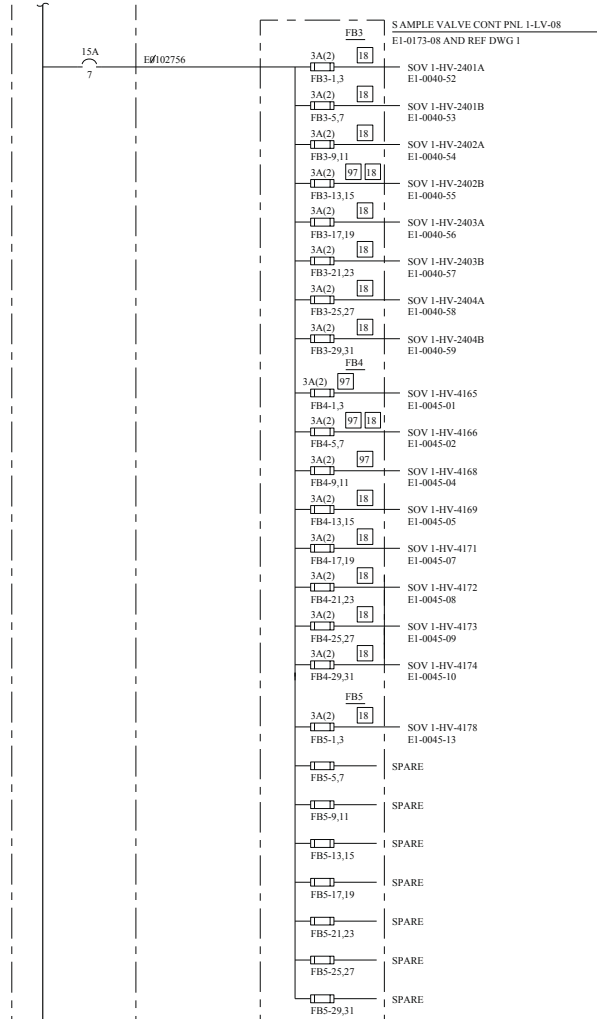 SAMPLE VALVE CONT PNL 1-LV-08
E1-0173-08 AND REF DWG 1
FB3
15A
7
EØ102756
3A(2) 18
FB3-1,3
SOV 1-HV-2401A
E1-0040-52
3A(2) 18
FB3-5,7
SOV 1-HV-2401B
E1-0040-53
3A(2) 18
FB3-9,11
SOV 1-HV-2402A
E1-0040-54
3A(2) 97 18
FB3-13,15
SOV 1-HV-2402B
E1-0040-55
3A(2) 18
FB3-17,19
SOV 1-HV-2403A
E1-0040-56
3A(2) 18
FB3-21,23
SOV 1-HV-2403B
E1-0040-57
3A(2) 18
FB3-25,27
SOV 1-HV-2404A
E1-0040-58
3A(2) 18
FB3-29,31
SOV 1-HV-2404B
E1-0040-59
FB4
3A(2) 97
FB4-1,3
SOV 1-HV-4165
E1-0045-01
3A(2) 97 18
FB4-5,7
SOV 1-HV-4166
E1-0045-02
3A(2) 97
FB4-9,11
SOV 1-HV-4168
E1-0045-04
3A(2) 18
FB4-13,15
SOV 1-HV-4169
E1-0045-05
3A(2) 18
FB4-17,19
SOV 1-HV-4171
E1-0045-07
3A(2) 18
FB4-21,23
SOV 1-HV-4172
E1-0045-08
3A(2) 18
FB4-25,27
SOV 1-HV-4173
E1-0045-09
3A(2) 18
FB4-29,31
SOV 1-HV-4174
E1-0045-10
FB5
3A(2) 18
FB5-1,3
SOV 1-HV-4178
E1-0045-13
SPARE
FB5-5,7
SPARE
FB5-9,11
SPARE
FB5-13,15
SPARE
FB5-17,19
SPARE
FB5-21,23
SPARE
FB5-25,27
SPARE
FB5-29,31